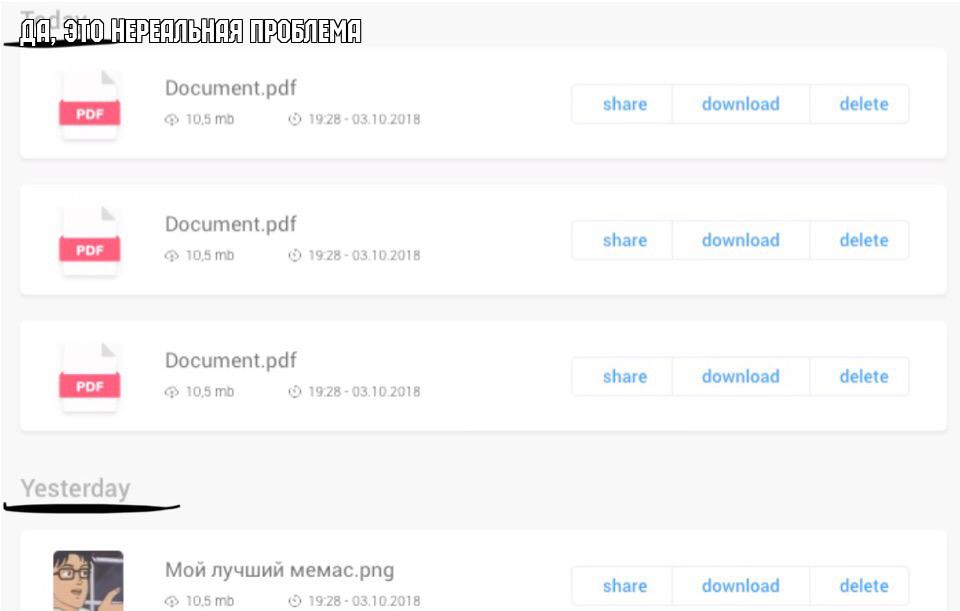 Today
ДА, ЭТО НЕРЕАЛЬНАЯ ПРОБЛЕМА
Document.pdf
PDF
10,5 mb 19:28 - 03.10.2018
share download delete
Document.pdf
PDF
10,5 mb 19:28 - 03.10.2018
share download delete
Document.pdf
PDF
10,5 mb 19:28 - 03.10.2018
share download delete
Yesterday
Мой лучший мемас.png
10,5 mb 19:28 - 03.10.2018
share download delete